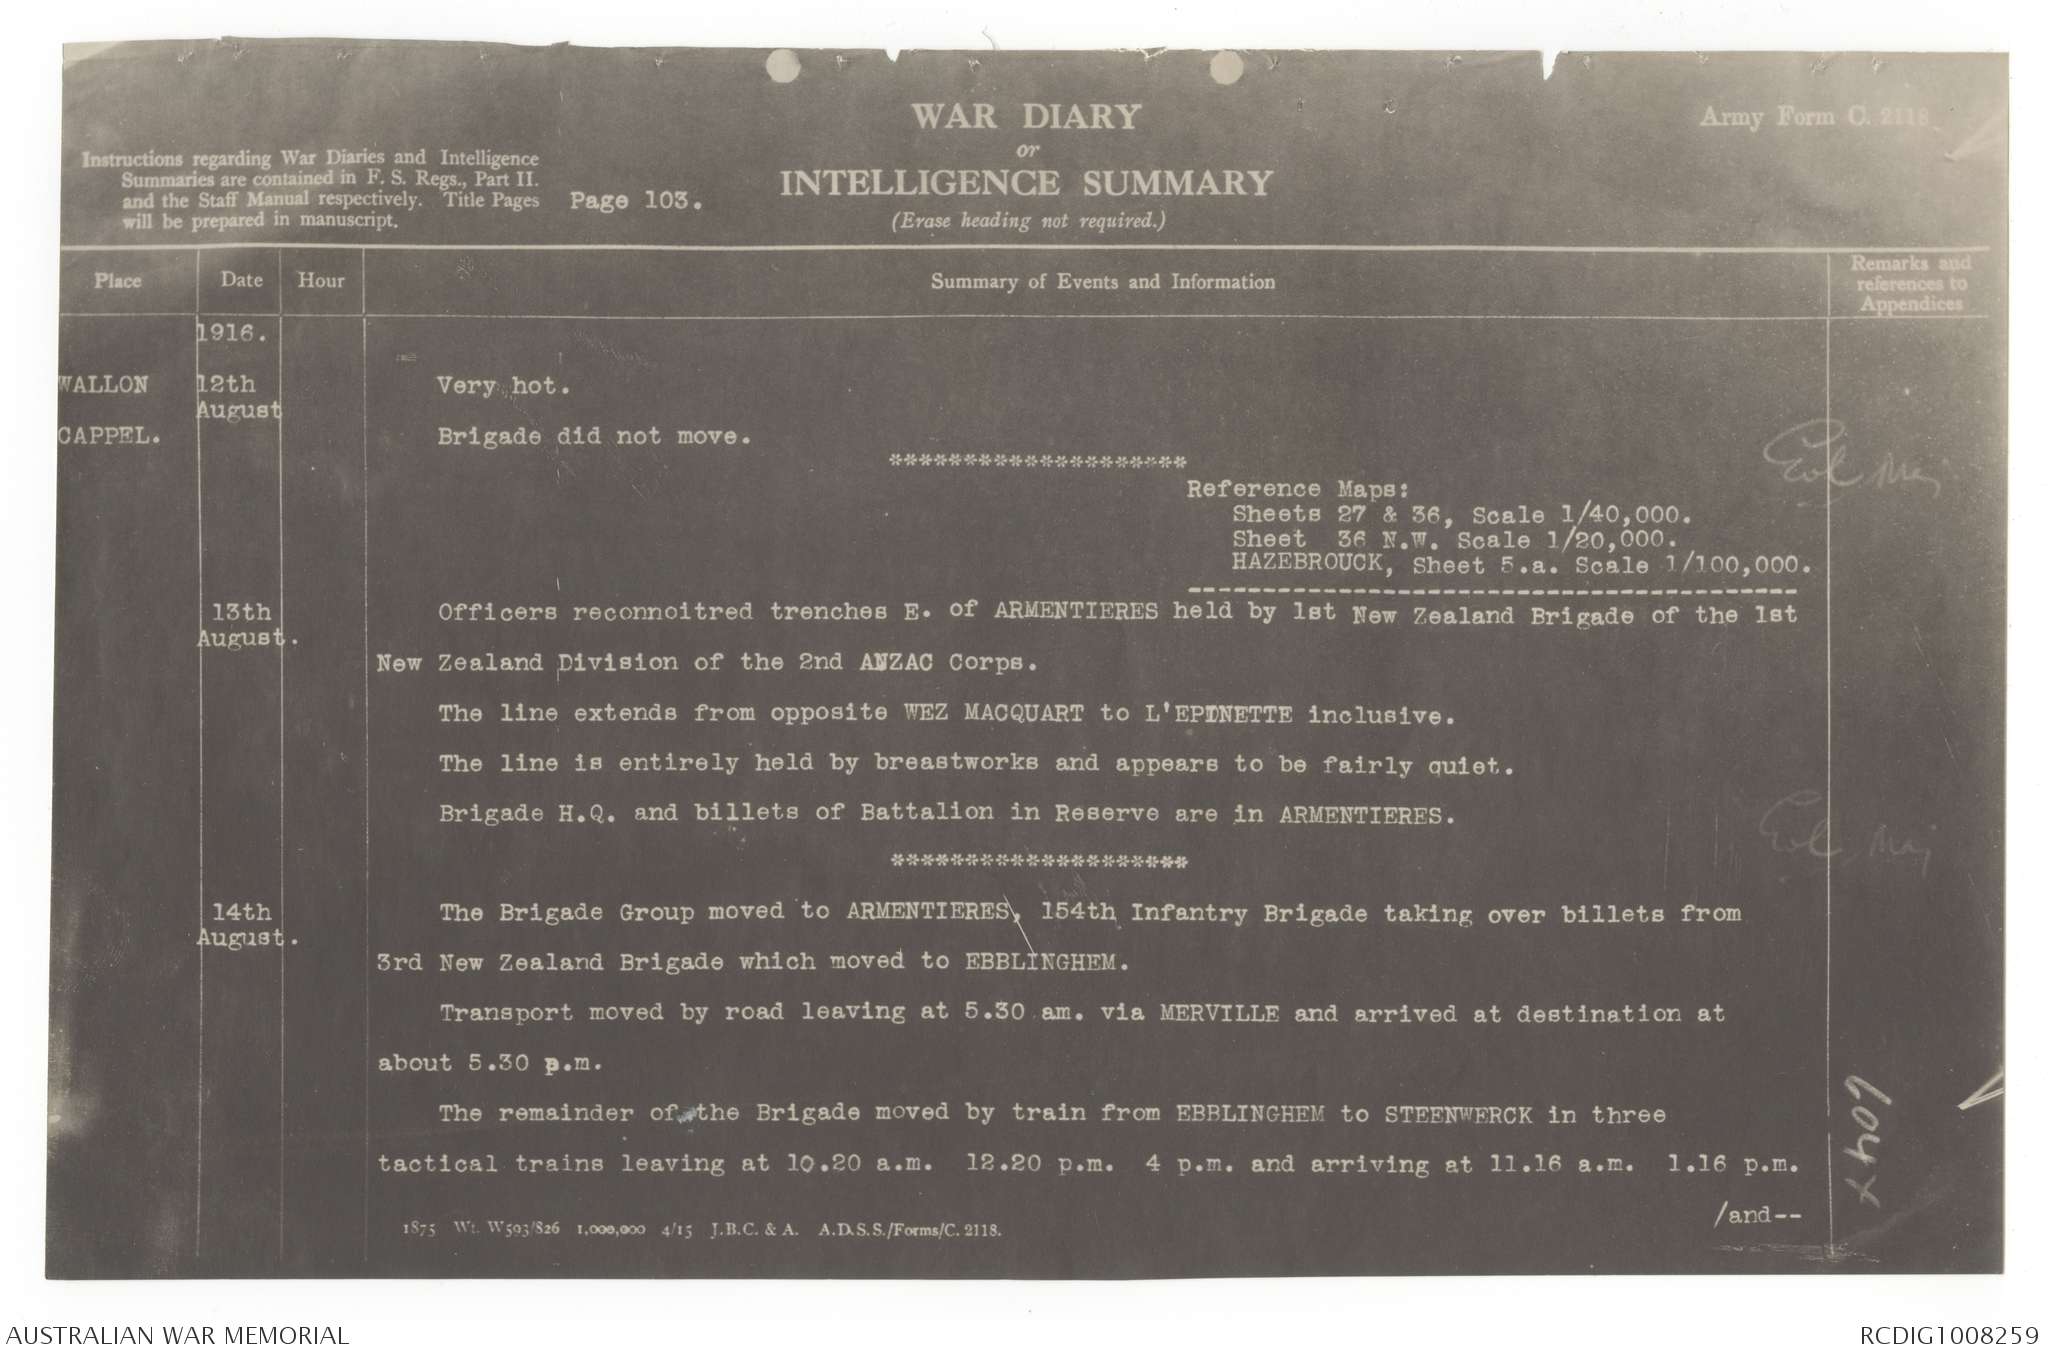 WAR DIARY
or
INTELLIGENCE SUMMARY
(Erase heading not required.)
Army Form C. 2118.
Instructions regarding War Diaries and Intelligence
Summaries are contained in F. S. Regs., Part II.
and the Staff Manual respectively. Title Pages
will be prepared in manuscript.
Page 103.
Place
Date
Hour
Summary of Events and Information
Remarks and
references to
Appendices
1916.
WALLON
CAPPEL.
12th
August
Very hot.
Brigade did not move.
********************
Reference Maps:
Sheets 27 & 36, Scale 1/40,000.
Sheet 36 N.W. Scale 1/20,000.
HAZEBROUCK, Sheet 5.a. Scale 1/100,000.
-----------------------------------------
13th
August.
Officers reconnoitred trenches E. of ARMENTIERES held by 1st New Zealand Brigade of the 1st
New Zealand Division of the 2nd ANZAC Corps.
The line extends from opposite WEZ MACQUART to L'EPINETTE inclusive.
The line is entirely held by breastworks and appears to be fairly quiet.
Brigade H.Q. and billets of Battalion in Reserve are in ARMENTIERES.
********************
14th
August.
The Brigade Group moved to ARMENTIERES, 154th Infantry Brigade taking over billets from
3rd New Zealand Brigade which moved to EBBLINGHEM.
Transport moved by road leaving at 5.30 am. via MERVILLE and arrived at destination at
about 5.30 p.m.
The remainder of the Brigade moved by train from EBBLINGHEM to STEENWERCK in three
tactical trains leaving at 10.20 a.m. 12.20 p.m. 4 p.m. and arriving at 11.16 a.m. 1.16 p.m.
/and--
1875 Wt. W593/826 1,000,000 4/15 J.B.C. & A. A.D.S.S./Forms/C. 2118.
AUSTRALIAN WAR MEMORIAL
RCDIG1008259